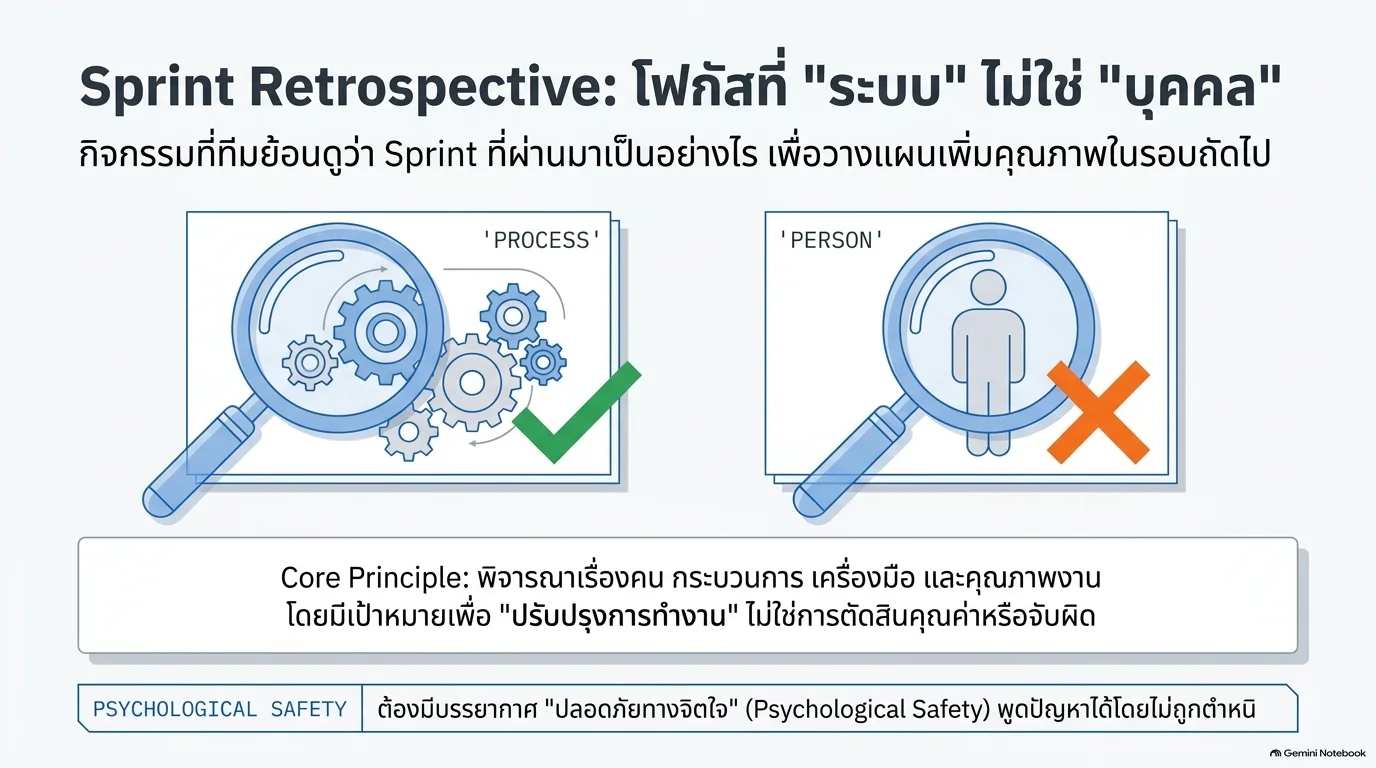 Sprint Retrospective: โฟกัสที่ "ระบบ" ไม่ใช่ "บุคคล"
กิจกรรมที่ทีมย้อนดูว่า Sprint ที่ผ่านมาเป็นอย่างไร เพื่อวางแผนเพิ่มคุณภาพในรอบถัดไป
'PROCESS'
'PERSON'
Core Principle: พิจารณาเรื่องคน กระบวนการ เครื่องมือ และคุณภาพงาน
โดยมีเป้าหมายเพื่อ "ปรับปรุงการทำงาน" ไม่ใช่การตัดสินคุณค่าหรือจับผิด
PSYCHOLOGICAL SAFETY
ต้องมีบรรยากาศ "ปลอดภัยทางจิตใจ" (Psychological Safety) พูดปัญหาได้โดยไม่ถูกตำหนิ
Gemini Notebook